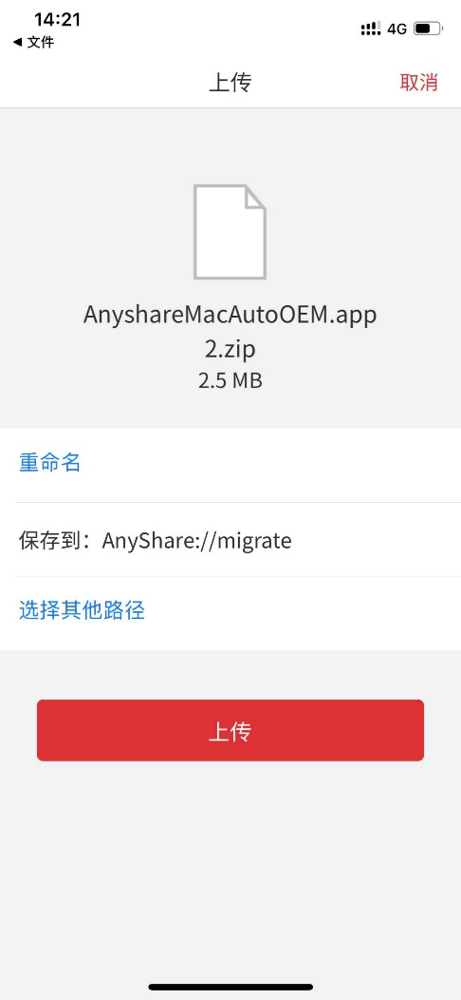 14:21
4G
文件
上传
取消
AnyshareMacAutoOEM.app
2.zip
2.5 MB
重命名
保存到：AnyShare://migrate
选择其他路径
上传